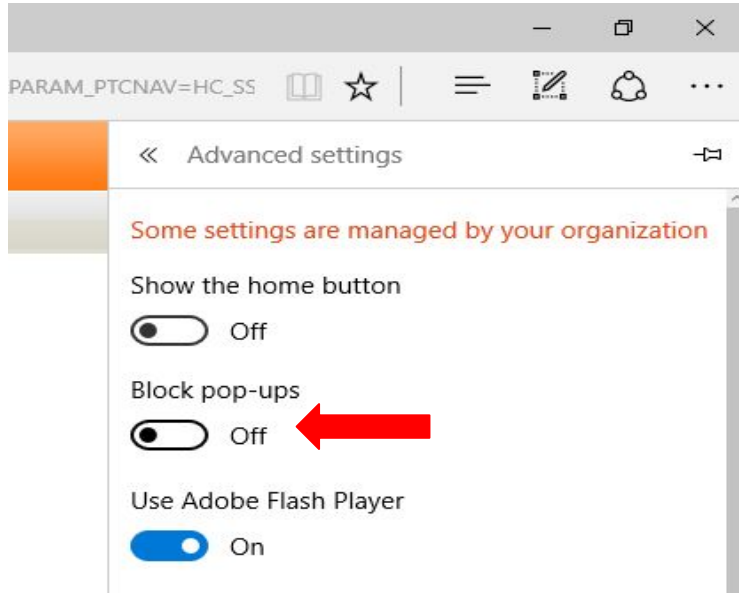 PARAM_PTCNAV=HC_SS
Advanced settings
Some settings are managed by your organization
Show the home button
Off
Block pop-ups
Off
Use Adobe Flash Player
On